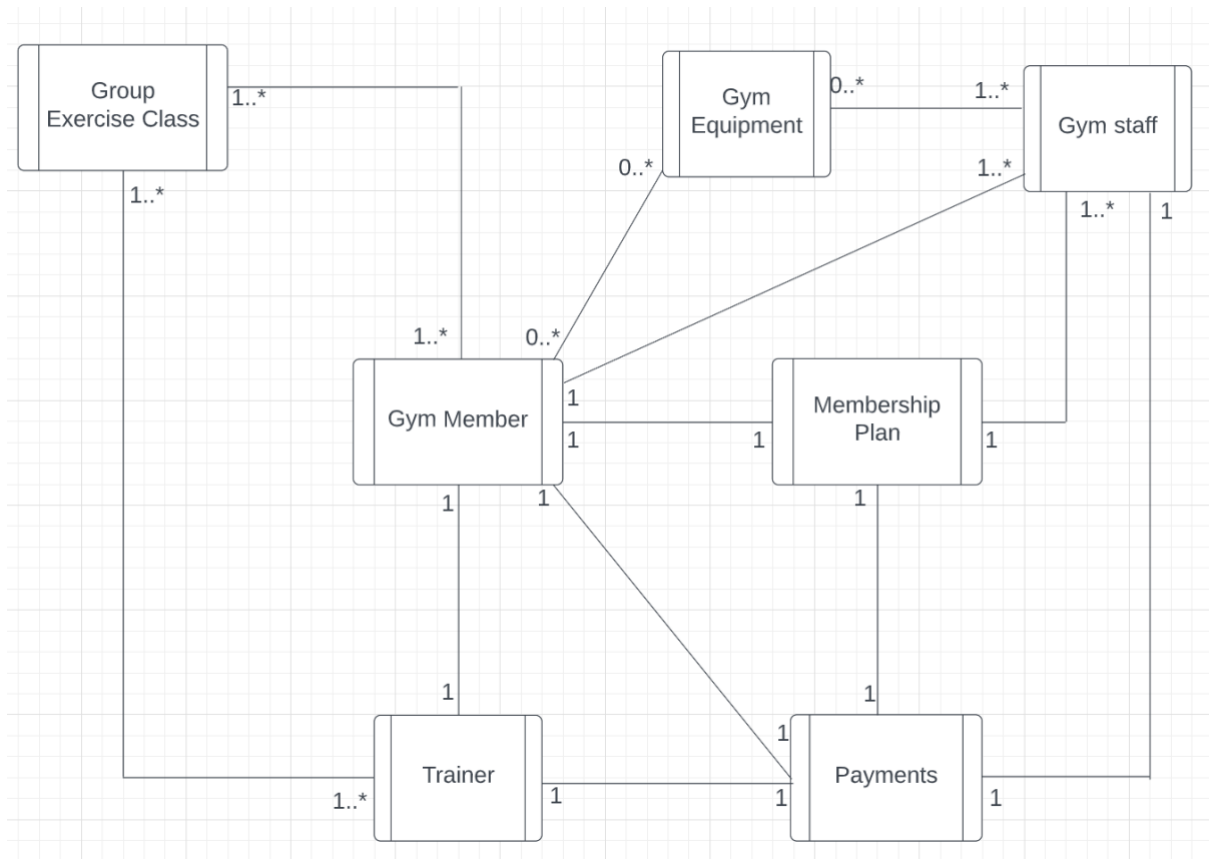 Group
Exercise Class
1..*
1..*
Gym
Equipment
0..*
1..*
Gym staff
0..*
1..*
1..*
1
1..*
0..*
Gym Member
1
1
1
Membership
Plan
1
1
1
1
1
1
1
Trainer
1..*
1
1
Payments
1
1